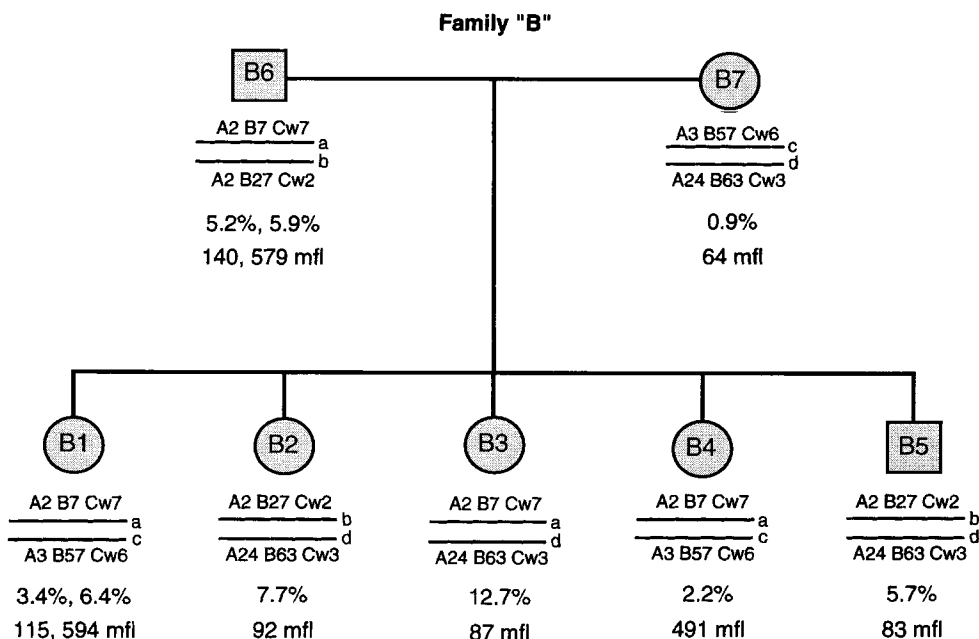 Family "B"
B6
B7
A2 B7 Cw7
a
b
A2 B27 Cw2
5.2%, 5.9%
140, 579 mfl
A3 B57 Cw6
c
d
A24 B63 Cw3
0.9%
64 mfl
B1
B2
B3
B4
B5
A2 B7 Cw7
a
c
A3 B57 Cw6
3.4%, 6.4%
115, 594 mfl
A2 B27 Cw2
b
d
A24 B63 Cw3
7.7%
92 mfl
A2 B7 Cw7
a
d
A24 B63 Cw3
12.7%
87 mfl
A2 B7 Cw7
a
c
A3 B57 Cw6
2.2%
491 mfl
A2 B27 Cw2
b
d
A24 B63 Cw3
5.7%
83 mfl